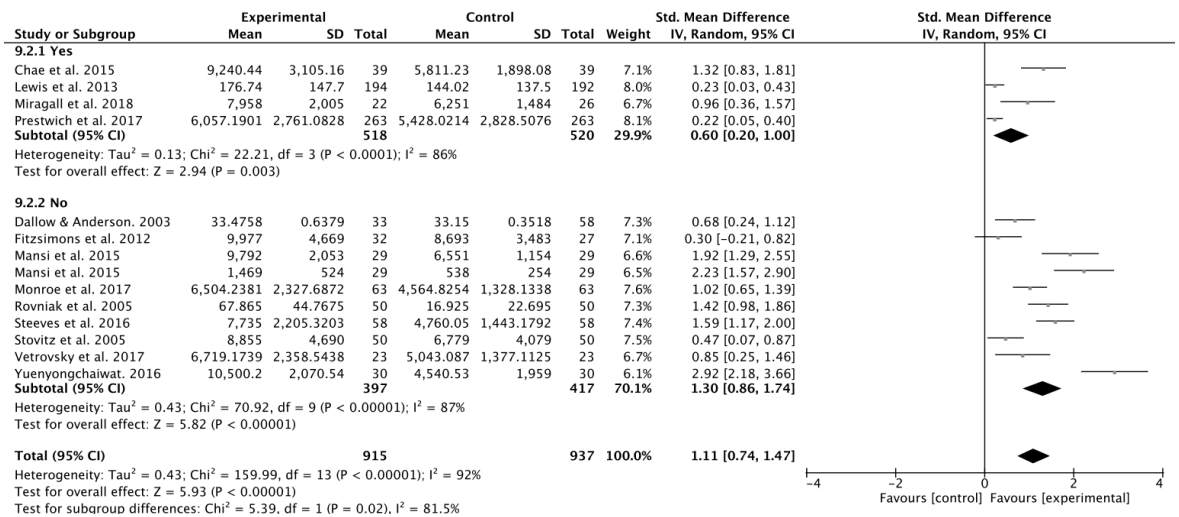 Experimental Control Std. Mean Difference Std. Mean Difference
Study or Subgroup Mean SD Total Mean SD Total Weight IV, Random, 95% CI IV, Random, 95% CI
9.2.1 Yes
Chae et al. 2015 9,240.44 3,105.16 39 5,811.23 1,898.08 39 7.1% 1.32 [0.83, 1.81]
Lewis et al. 2013 176.74 147.7 194 144.02 137.5 192 8.0% 0.23 [0.03, 0.43]
Miragall et al. 2018 7,958 2,005 22 6,251 1,484 26 6.6% 0.96 [0.36, 1.57]
Prestwich et al. 2017 6,057.1901 2,761.0828 263 5,428.0214 2,828.5076 263 8.1% 0.22 [0.05, 0.40]
Subtotal (95% CI) 518 520 29.9% 0.60 [0.20, 1.00]
Heterogeneity: Tau² = 0.13; Chi² = 22.21, df = 3 (P < 0.0001); I² = 86%
Test for overall effect: Z = 2.94 (P = 0.003)
9.2.2 No
Dallow & Anderson. 2003 33.4758 0.6379 33 33.15 0.3518 58 7.3% 0.68 [0.24, 1.12]
Fitzsimons et al. 2012 9,977 4,669 32 8,693 3,483 27 7.1% 0.30 [−0.21, 0.82]
Mansi et al. 2015 9,792 2,053 29 6,551 1,154 29 6.6% 1.92 [1.29, 2.55]
Mansi et al. 2015 1,469 524 29 538 254 29 6.5% 2.23 [1.57, 2.90]
Monroe et al. 2017 6,504.2381 2,327.6872 63 4,564.8254 1,328.1338 63 7.6% 1.02 [0.65, 1.39]
Rovniak et al. 2005 67.865 44.7675 50 16.925 22.695 50 7.3% 1.42 [0.98, 1.86]
Steeves et al. 2016 7,735 2,205.3203 58 4,760.05 1,443.1792 58 7.4% 1.59 [1.17, 2.00]
Stovitz et al. 2005 8,855 4,690 50 6,779 4,079 50 7.5% 0.47 [0.07, 0.87]
Vetrovsky et al. 2017 6,719.1739 2,358.5438 23 5,043.087 1,377.1125 23 6.7% 0.85 [0.25, 1.46]
Yuenyongchaiwat. 2016 10,500.2 2,070.54 30 4,540.53 1,959 30 6.1% 2.92 [2.18, 3.66]
Subtotal (95% CI) 397 417 70.1% 1.30 [0.86, 1.74]
Heterogeneity: Tau² = 0.43; Chi² = 70.92, df = 9 (P < 0.00001); I² = 87%
Test for overall effect: Z = 5.82 (P < 0.00001)
Total (95% CI) 915 937 100.0% 1.11 [0.74, 1.47]
Heterogeneity: Tau² = 0.43; Chi² = 159.99, df = 13 (P < 0.00001); I² = 92%
Test for overall effect: Z = 5.93 (P < 0.00001)
Test for subgroup differences: Chi² = 5.39, df = 1 (P = 0.02), I² = 81.5%
−4 −2 0 2 4
Favours [control] Favours [experimental]